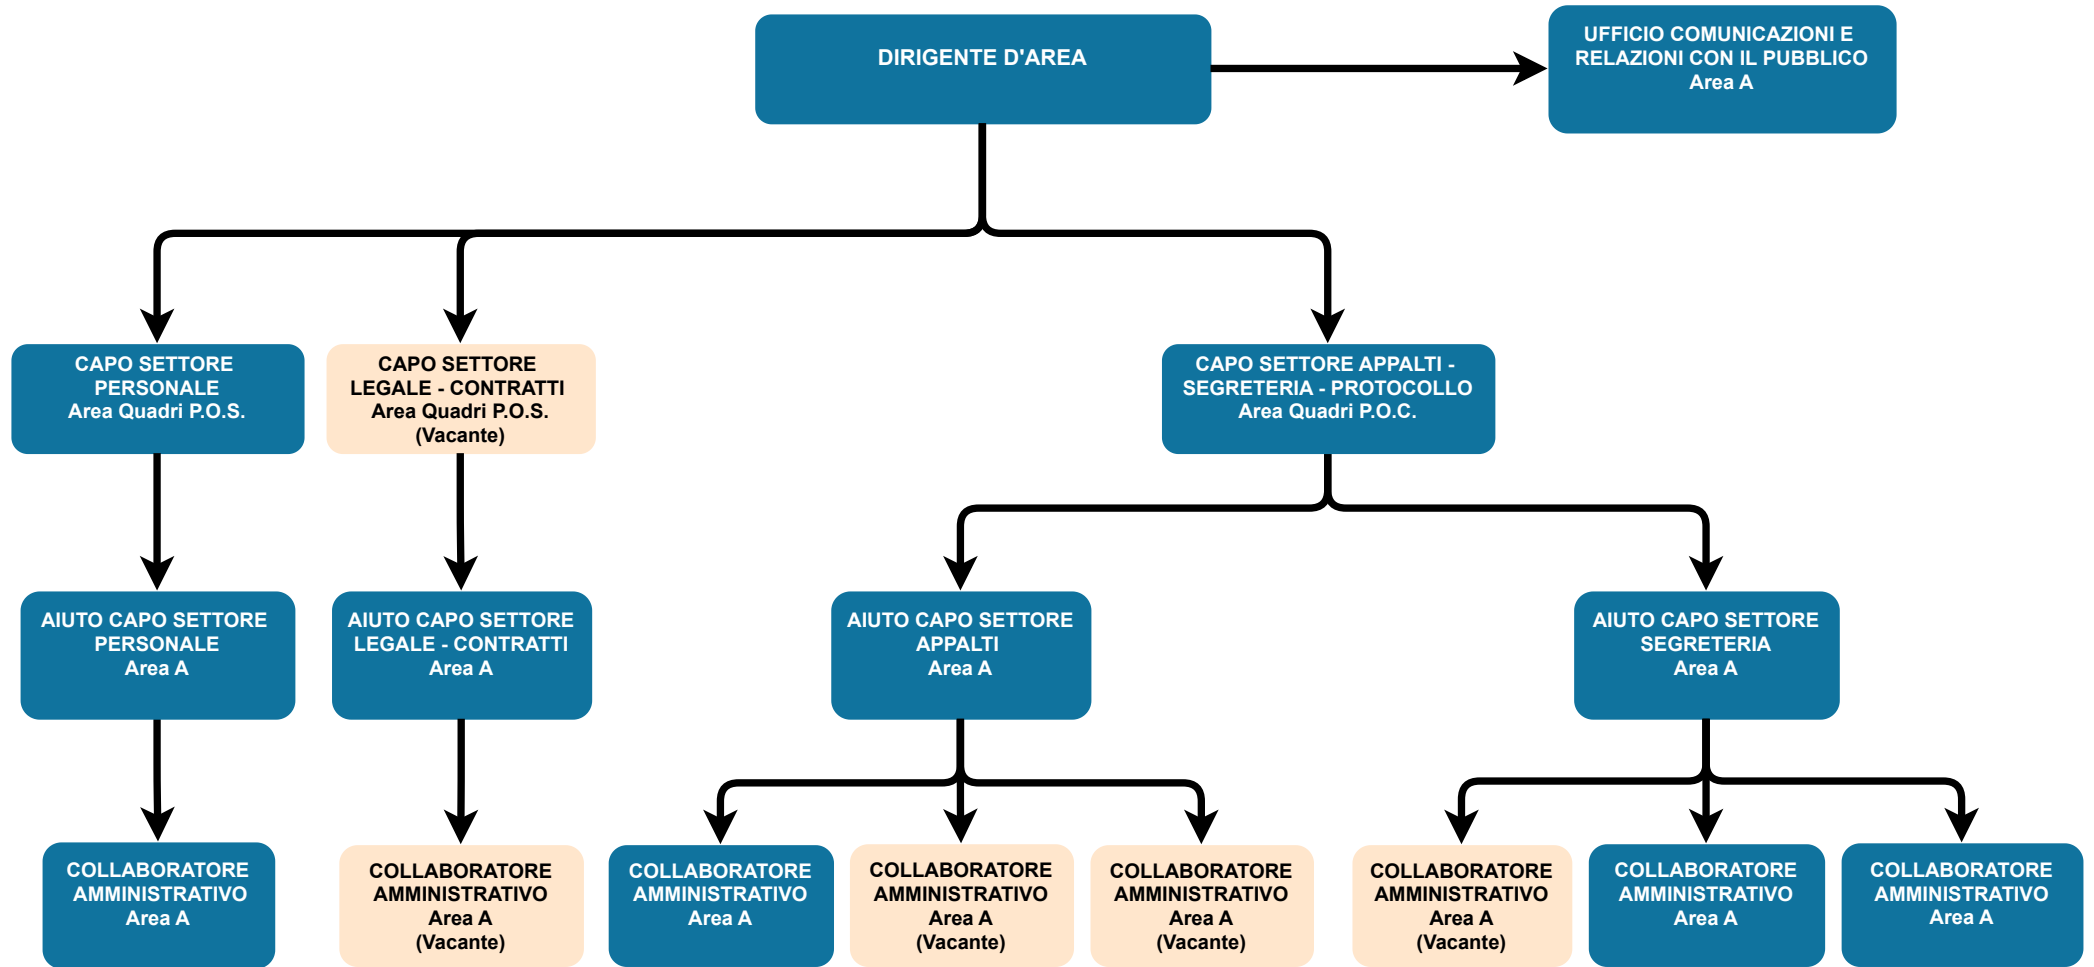 DIRIGENTE D'AREA
UFFICIO COMUNICAZIONI E
RELAZIONI CON IL PUBBLICO
Area A
CAPO SETTORE
PERSONALE
Area Quadri P.O.S.
CAPO SETTORE
LEGALE - CONTRATTI
Area Quadri P.O.S.
(Vacante)
CAPO SETTORE APPALTI -
SEGRETERIA - PROTOCOLLO
Area Quadri P.O.C.
AIUTO CAPO SETTORE
PERSONALE
Area A
AIUTO CAPO SETTORE
LEGALE - CONTRATTI
Area A
AIUTO CAPO SETTORE
APPALTI
Area A
AIUTO CAPO SETTORE
SEGRETERIA
Area A
COLLABORATORE
AMMINISTRATIVO
Area A
COLLABORATORE
AMMINISTRATIVO
Area A
(Vacante)
COLLABORATORE
AMMINISTRATIVO
Area A
COLLABORATORE
AMMINISTRATIVO
Area A
(Vacante)
COLLABORATORE
AMMINISTRATIVO
Area A
(Vacante)
COLLABORATORE
AMMINISTRATIVO
Area A
(Vacante)
COLLABORATORE
AMMINISTRATIVO
Area A
COLLABORATORE
AMMINISTRATIVO
Area A